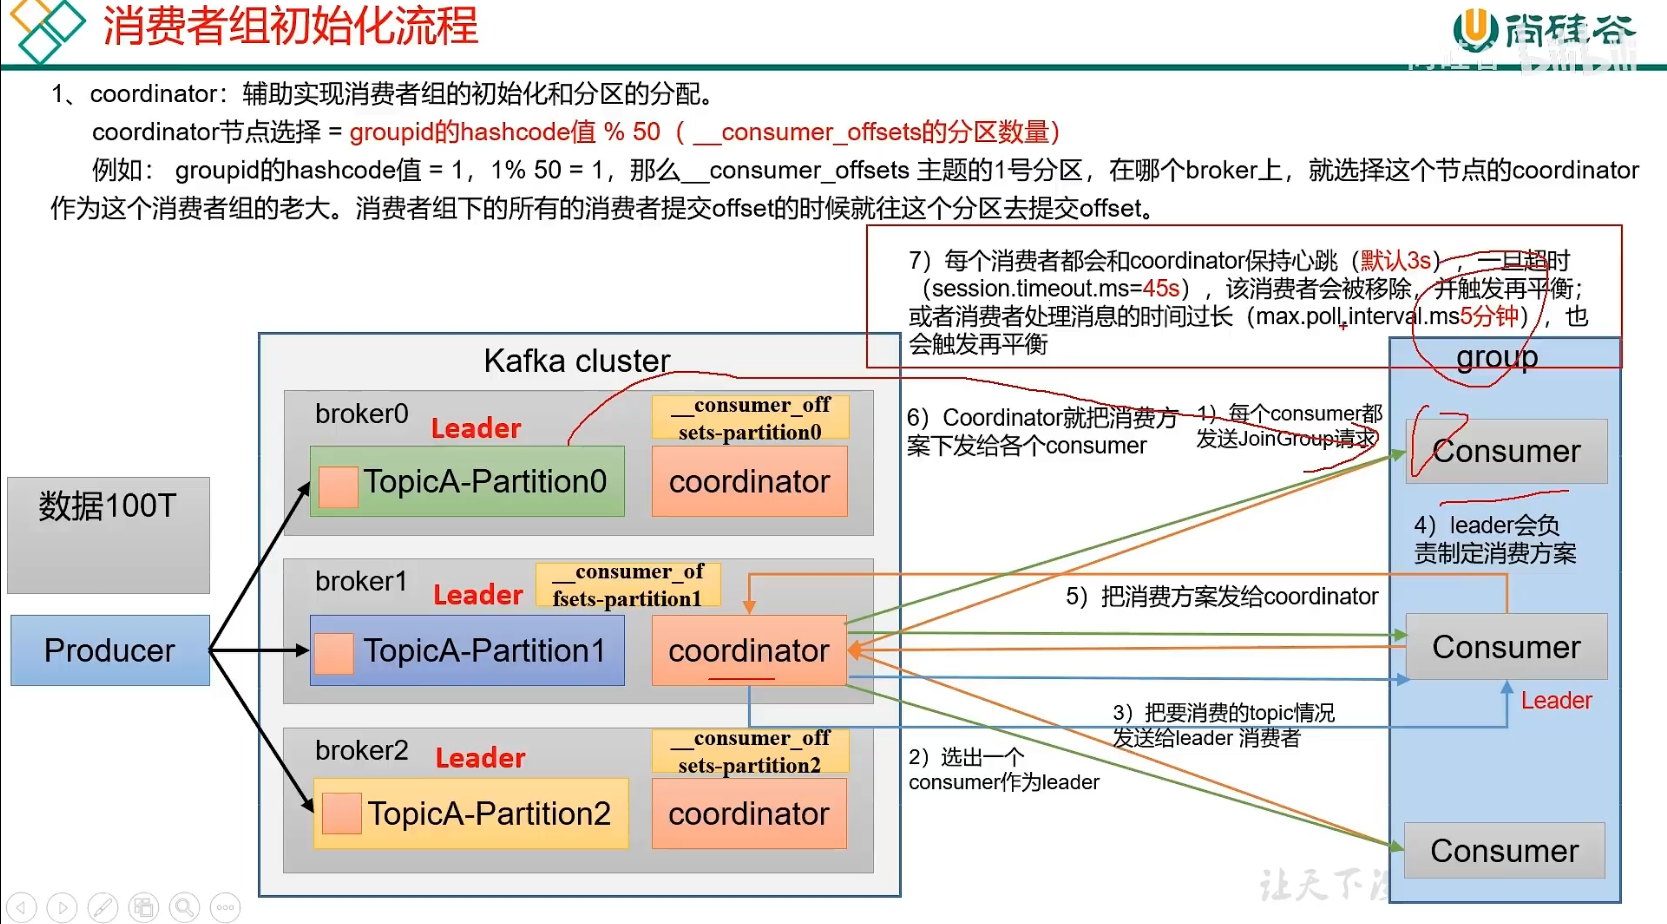 消费者组初始化流程
尚硅谷
bilibili
1、coordinator：辅助实现消费者组的初始化和分区的分配。
coordinator节点选择 = groupid的hashcode值 % 50（ __consumer_offsets的分区数量）
例如： groupid的hashcode值 = 1，1% 50 = 1，那么__consumer_offsets 主题的1号分区，在哪个broker上，就选择这个节点的coordinator
作为这个消费者组的老大。消费者组下的所有的消费者提交offset的时候就往这个分区去提交offset。
7）每个消费者都会和coordinator保持心跳（默认3s），一旦超时
（session.timeout.ms=45s），该消费者会被移除，并触发再平衡；
或者消费者处理消息的时间过长（max.poll.interval.ms5分钟），也
会触发再平衡
Kafka cluster
group
broker0
Leader
__consumer_off
sets-partition0
TopicA-Partition0
coordinator
6）Coordinator就把消费方
案下发给各个consumer
1）每个consumer都
发送JoinGroup请求
Consumer
数据100T
4）leader会负
责制定消费方案
broker1
Leader
__consumer_of
fsets-partition1
5）把消费方案发给coordinator
Producer
TopicA-Partition1
coordinator
Consumer
Leader
3）把要消费的topic情况
发送给leader 消费者
broker2
Leader
__consumer_off
sets-partition2
2）选出一个
consumer作为leader
TopicA-Partition2
coordinator
Consumer
让天下没